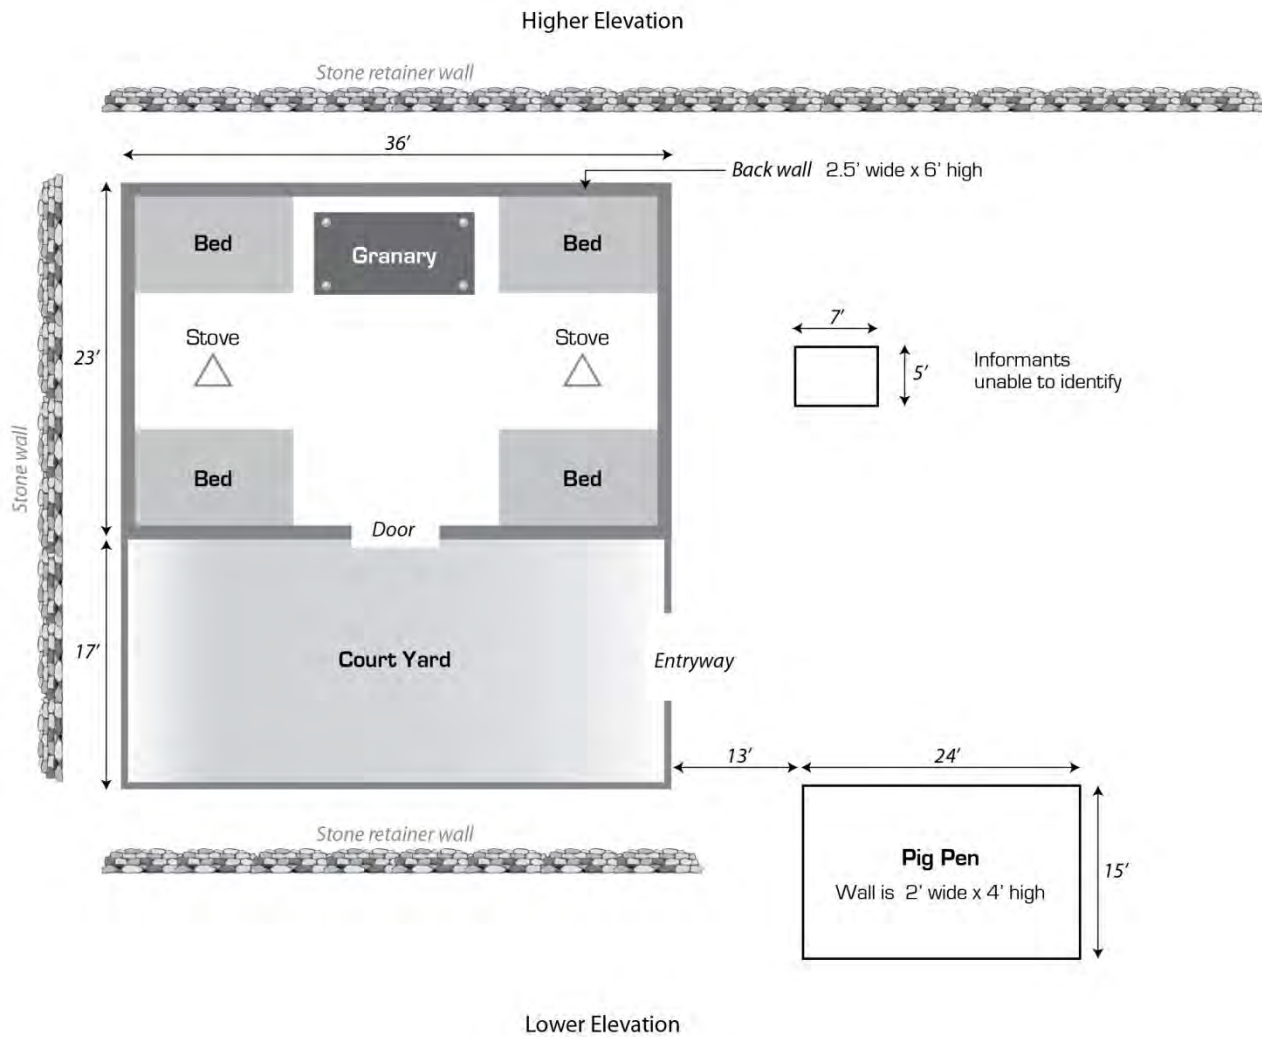 Higher Elevation
Stone retainer wall
36′
Back wall 2.5′ wide x 6′ high
Bed
Granary
Bed
Stove
Stove
23′
7′
5′
Informants
unable to identify
Stone wall
Bed
Bed
Door
17′
Court Yard
Entryway
13′
24′
Stone retainer wall
Pig Pen
Wall is 2′ wide x 4′ high
15′
Lower Elevation